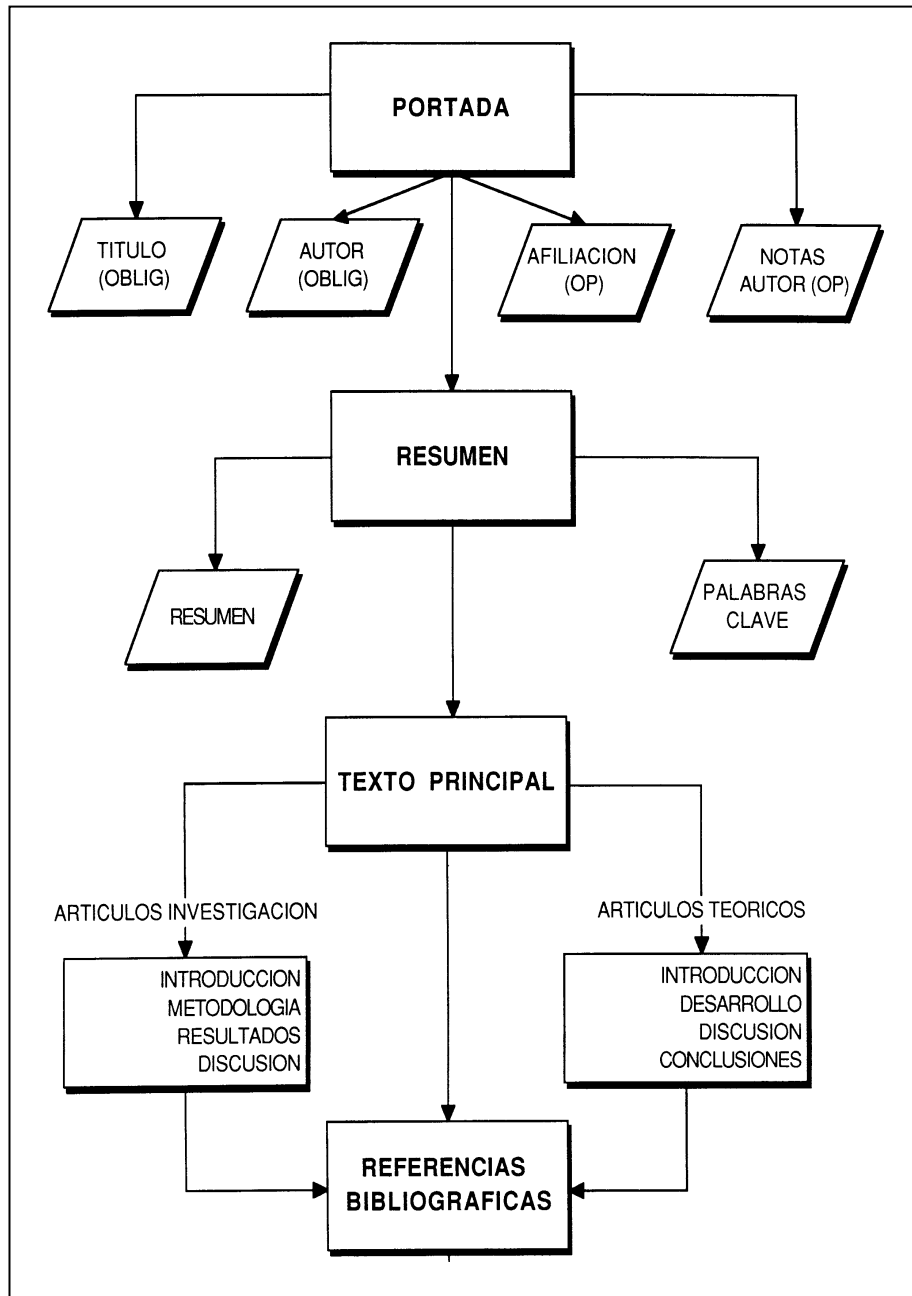 PORTADA
TITULO
(OBLIG)
AUTOR
(OBLIG)
AFILIACION
(OP)
NOTAS
AUTOR (OP)
RESUMEN
RESUMEN
PALABRAS
CLAVE
TEXTO PRINCIPAL
ARTICULOS INVESTIGACION
ARTICULOS TEORICOS
INTRODUCCION
METODOLOGIA
RESULTADOS
DISCUSION
INTRODUCCION
DESARROLLO
DISCUSION
CONCLUSIONES
REFERENCIAS
BIBLIOGRAFICAS